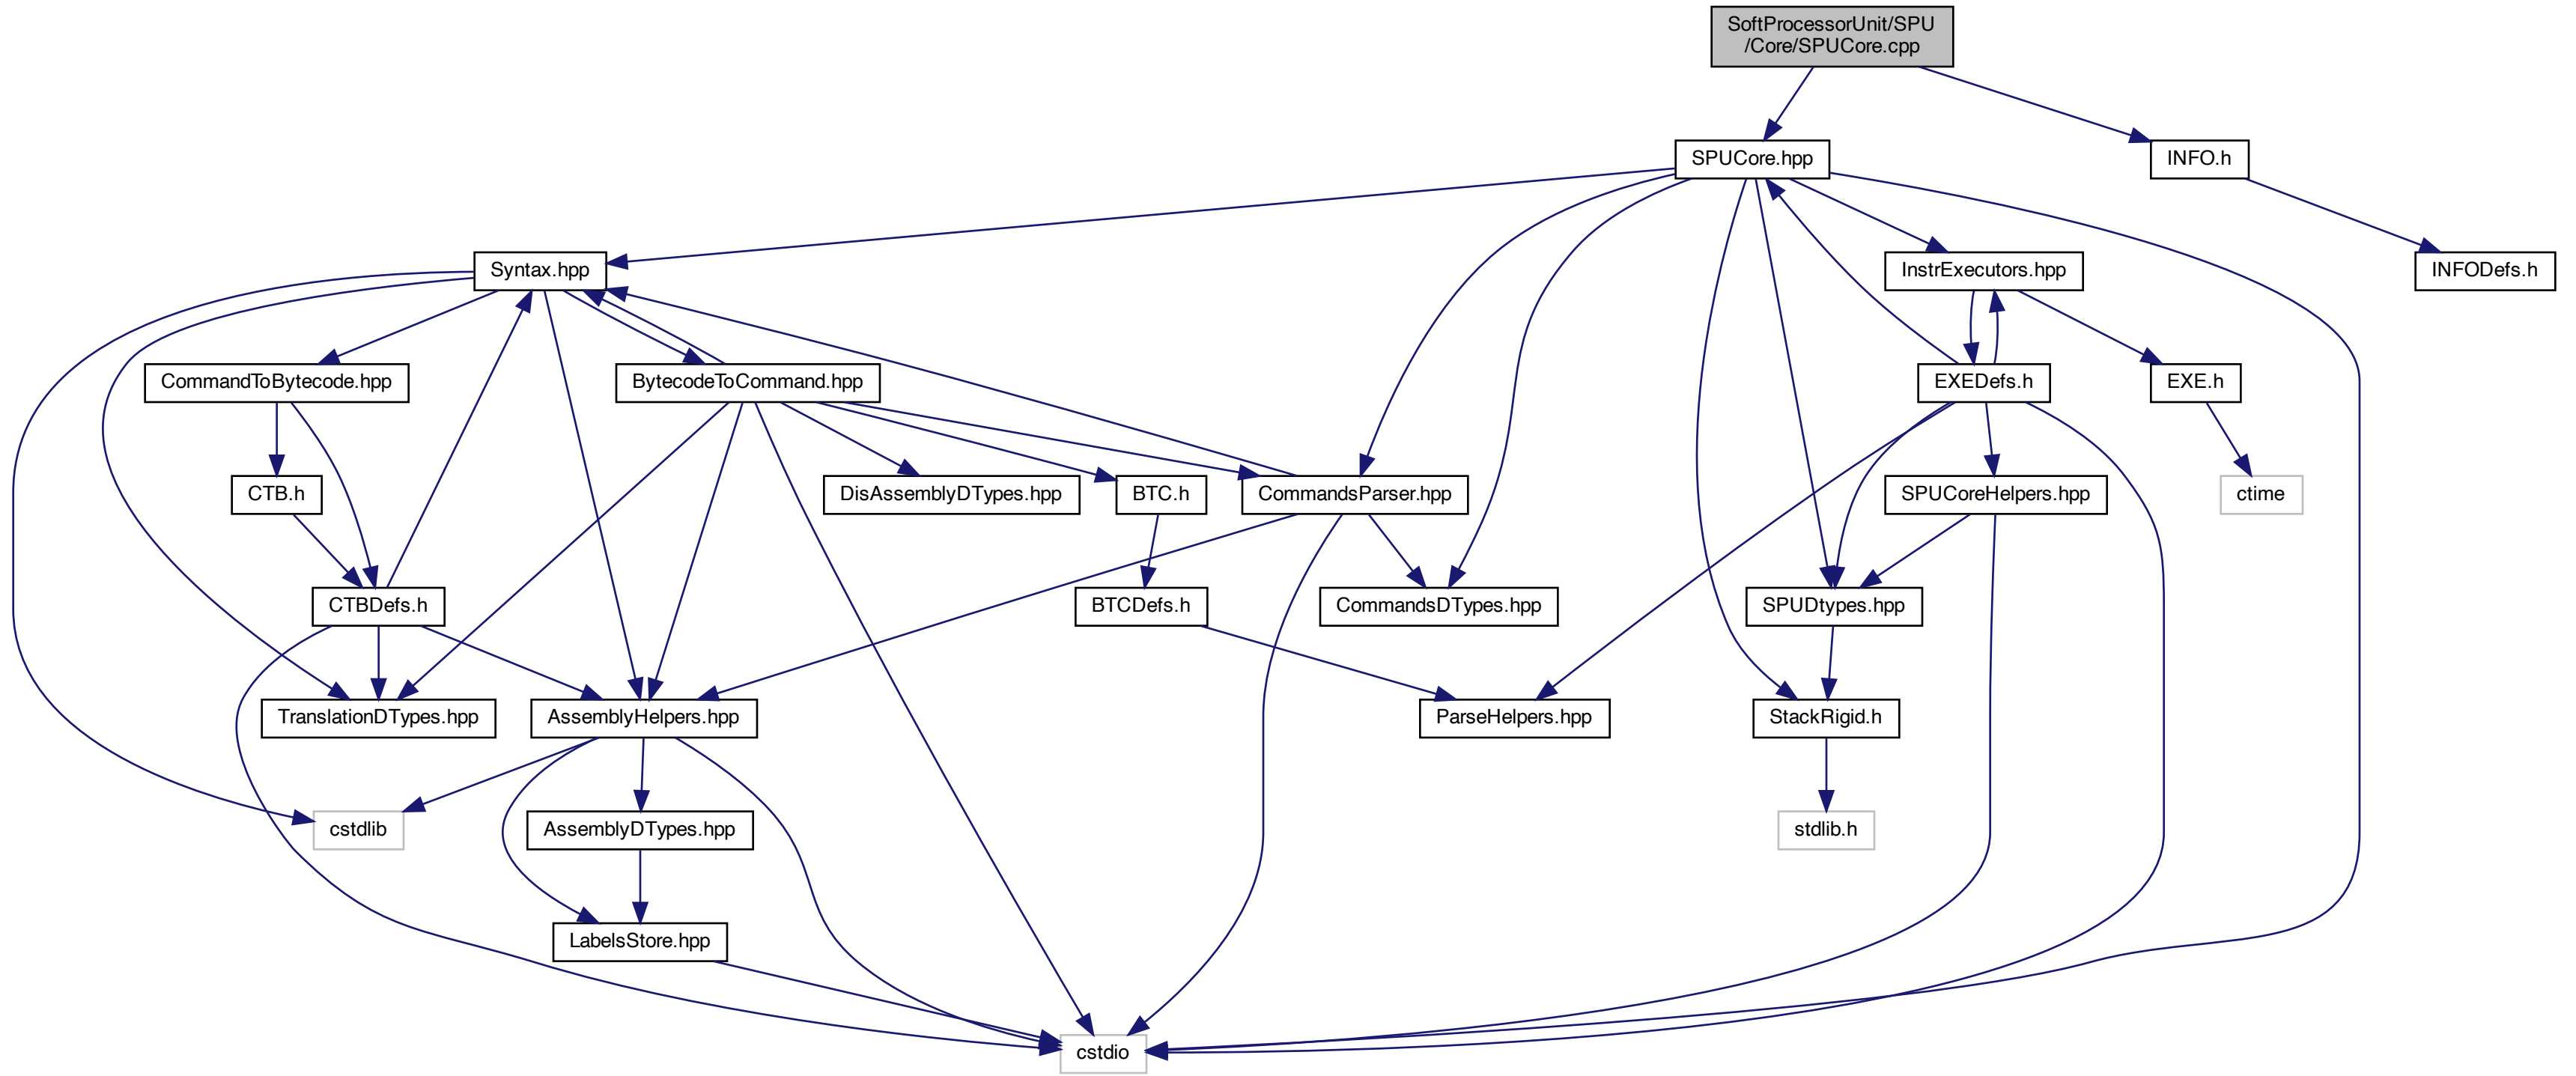 SoftProcessorUnit/SPU
/Core/SPUCore.cpp
SPUCore.hpp
INFO.h
Syntax.hpp
InstrExecutors.hpp
INFODefs.h
CommandToBytecode.hpp
BytecodeToCommand.hpp
EXEDefs.h
EXE.h
CTB.h
DisAssemblyDTypes.hpp
BTC.h
CommandsParser.hpp
SPUCoreHelpers.hpp
ctime
CTBDefs.h
BTCDefs.h
CommandsDTypes.hpp
SPUDtypes.hpp
TranslationDTypes.hpp
AssemblyHelpers.hpp
ParseHelpers.hpp
StackRigid.h
cstdlib
AssemblyDTypes.hpp
stdlib.h
LabelsStore.hpp
cstdio